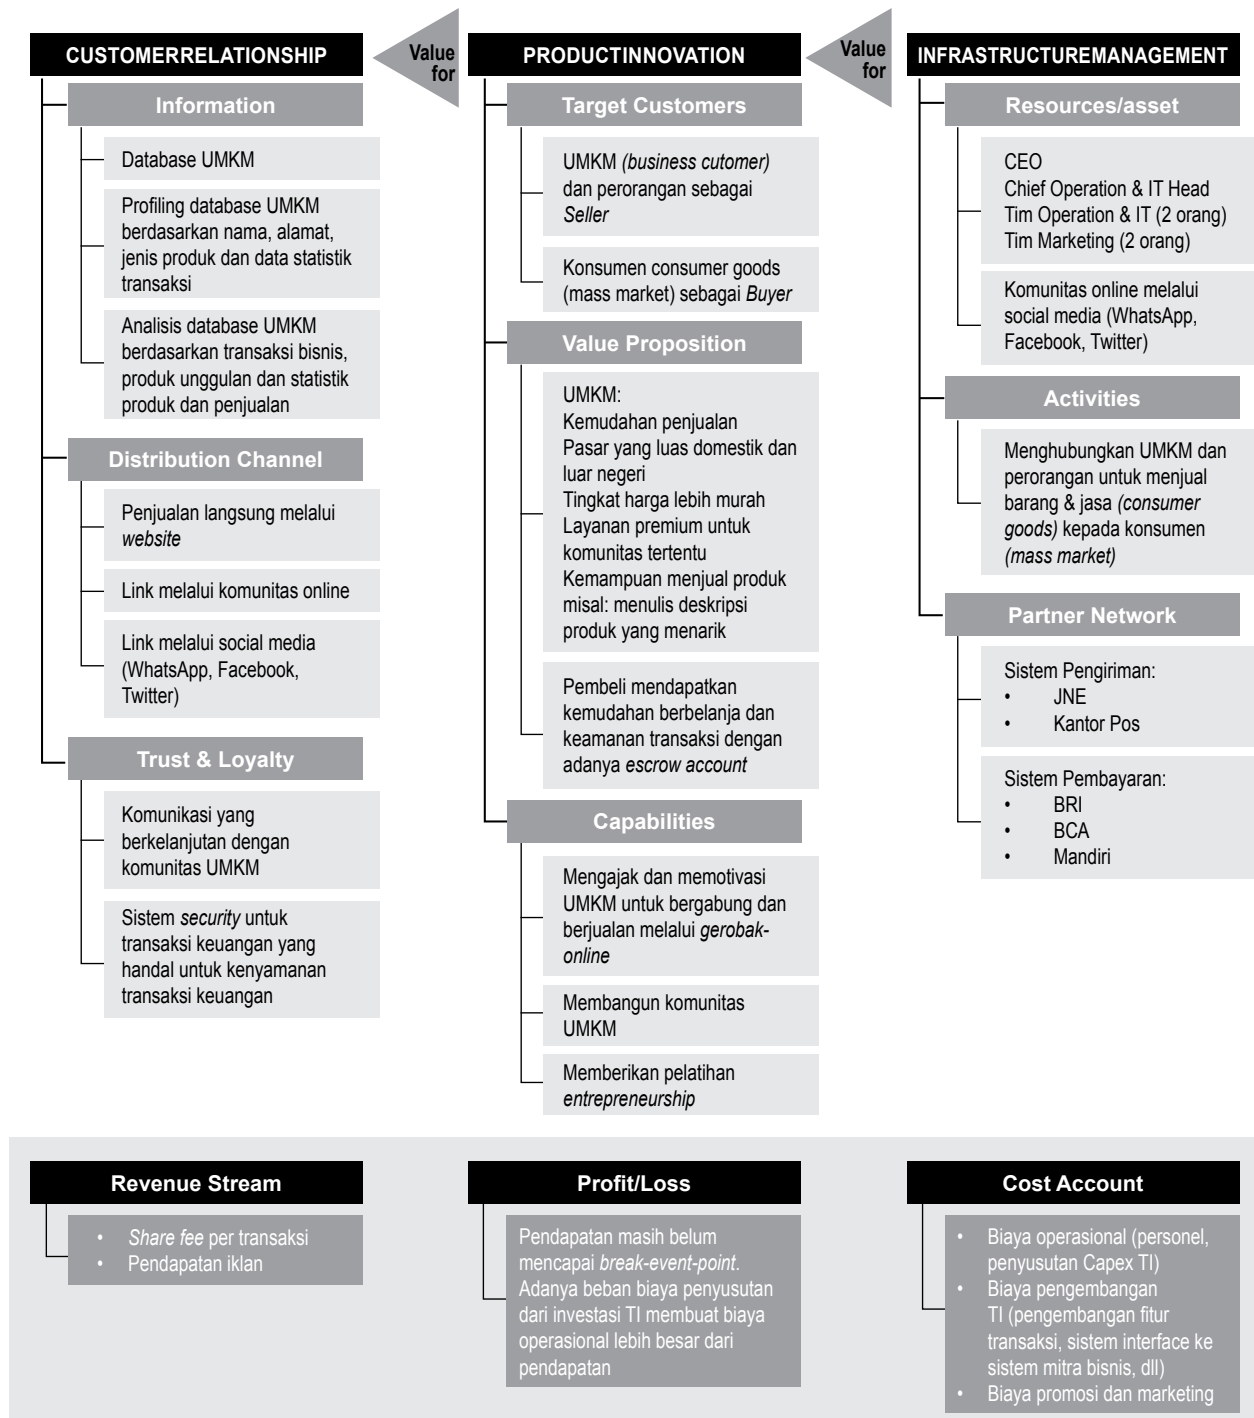 CUSTOMERRELATIONSHIP
Information
Database UMKM
Profiling database UMKM
berdasarkan nama, alamat,
jenis produk dan data statistik
transaksi
Analisis database UMKM
berdasarkan transaksi bisnis,
produk unggulan dan statistik
produk dan penjualan
Distribution Channel
Penjualan langsung melalui
website
Link melalui komunitas online
Link melalui social media
(WhatsApp, Facebook,
Twitter)
Trust & Loyalty
Komunikasi yang
berkelanjutan dengan
komunitas UMKM
Sistem security untuk
transaksi keuangan yang
handal untuk kenyamanan
transaksi keuangan
Value
for
PRODUCTINNOVATION
Target Customers
UMKM (business cutomer)
dan perorangan sebagai
Seller
Konsumen consumer goods
(mass market) sebagai Buyer
Value Proposition
UMKM:
Kemudahan penjualan
Pasar yang luas domestik dan
luar negeri
Tingkat harga lebih murah
Layanan premium untuk
komunitas tertentu
Kemampuan menjual produk
misal: menulis deskripsi
produk yang menarik
Pembeli mendapatkan
kemudahan berbelanja dan
keamanan transaksi dengan
adanya escrow account
Capabilities
Mengajak dan memotivasi
UMKM untuk bergabung dan
berjualan melalui gerobak-
online
Membangun komunitas
UMKM
Memberikan pelatihan
entrepreneurship
Value
for
INFRASTRUCTUREMANAGEMENT
Resources/asset
CEO
Chief Operation & IT Head
Tim Operation & IT (2 orang)
Tim Marketing (2 orang)
Komunitas online melalui
social media (WhatsApp,
Facebook, Twitter)
Activities
Menghubungkan UMKM dan
perorangan untuk menjual
barang & jasa (consumer
goods) kepada konsumen
(mass market)
Partner Network
Sistem Pengiriman:
• JNE
• Kantor Pos
Sistem Pembayaran:
• BRI
• BCA
• Mandiri
Revenue Stream
• Share fee per transaksi
• Pendapatan iklan
Profit/Loss
Pendapatan masih belum
mencapai break-event-point.
Adanya beban biaya penyusutan
dari investasi TI membuat biaya
operasional lebih besar dari
pendapatan
Cost Account
• Biaya operasional (personel,
penyusutan Capex TI)
• Biaya pengembangan
TI (pengembangan fitur
transaksi, sistem interface ke
sistem mitra bisnis, dll)
• Biaya promosi dan marketing